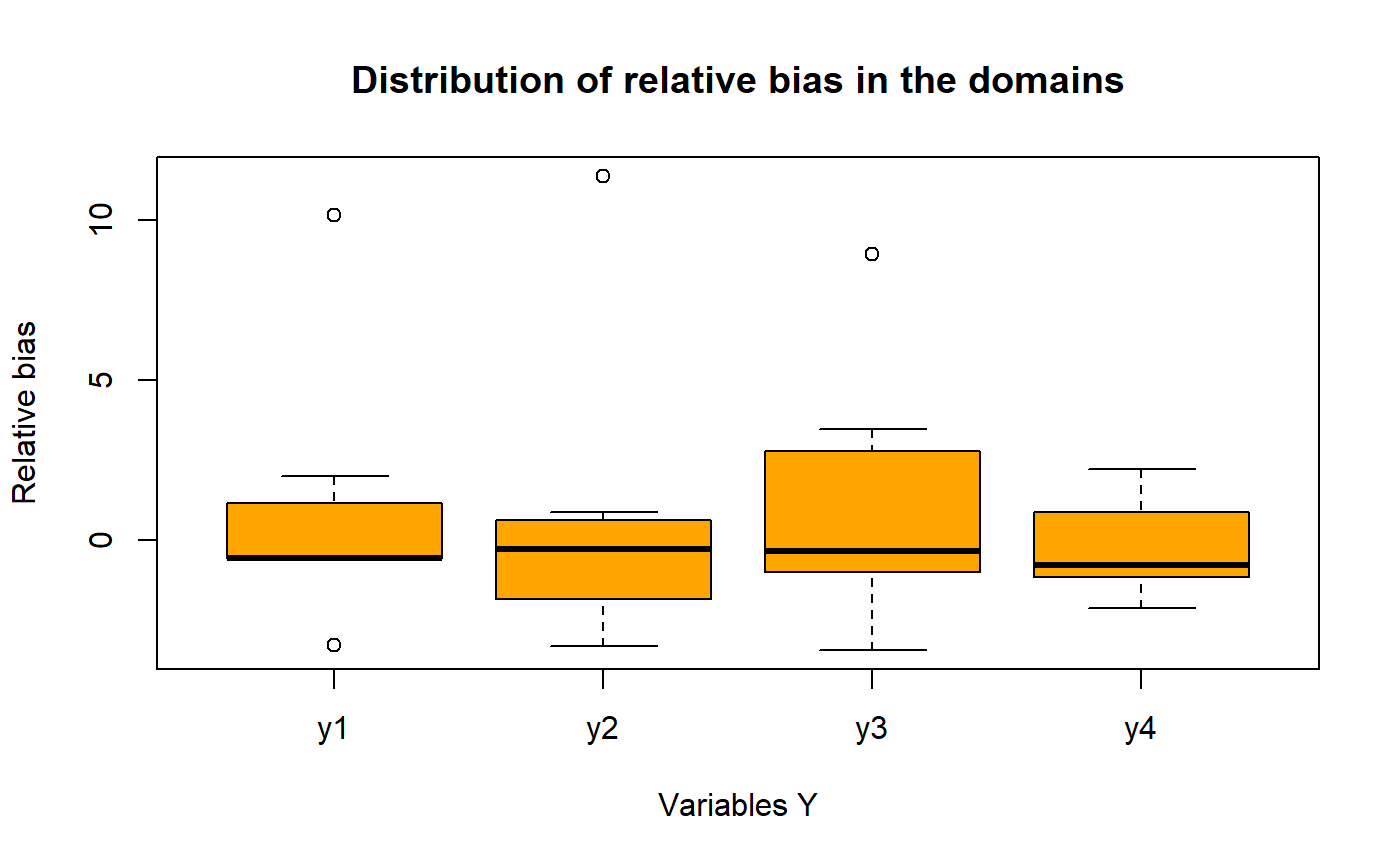 Distribution of relative bias in the domains
Relative bias
10
5
0
y1 y2 y3 y4
Variables Y